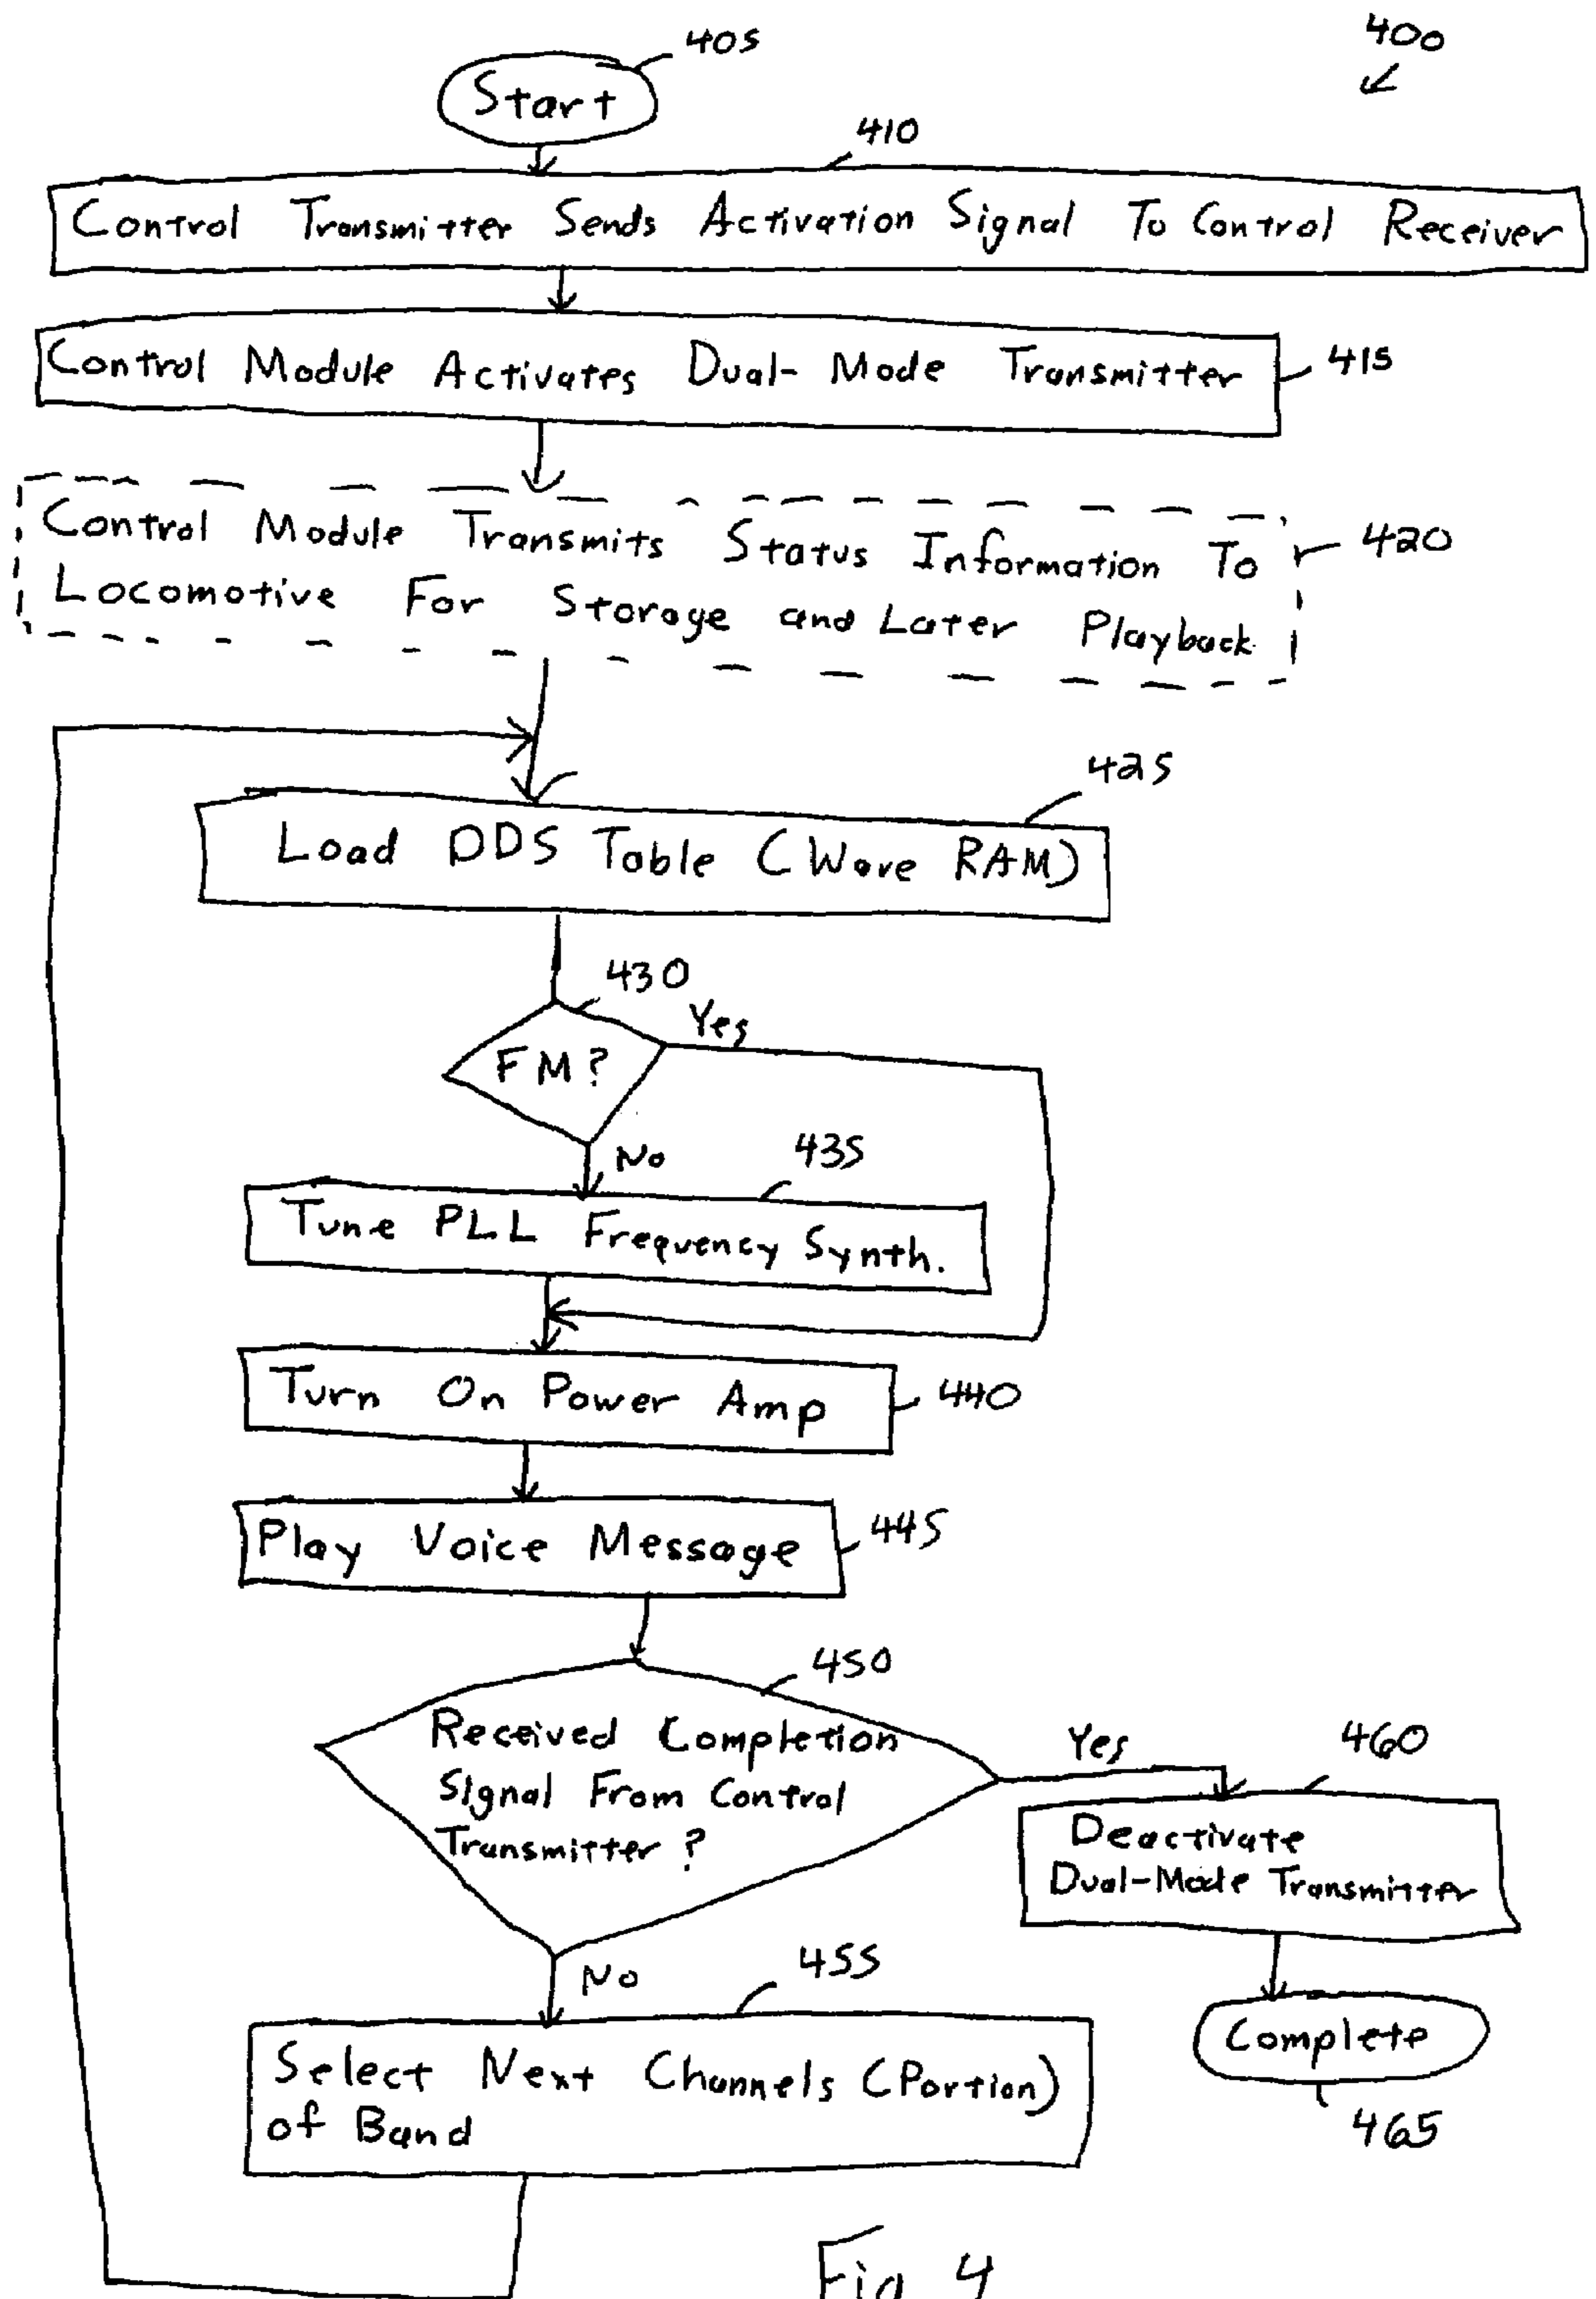 405
400
Start
410
Control Transmitter Sends Activation Signal To Control Receiver
Control Module Activates Dual-Mode Transmitter
415
Control Module Transmits Status Information To
420
Locomotive For Storage and Later Playback
425
Load DDS Table (Wave RAM)
430
Yes
FM?
No
435
Tune PLL Frequency Synth.
Turn On Power Amp
440
Play Voice Message
445
450
Received Completion
Signal From Control
Transmitter?
Yes
460
Deactivate
Dual-Mode Transmitter
No
455
Select Next Channels (Portion)
of Band
Complete
465
Fig 4